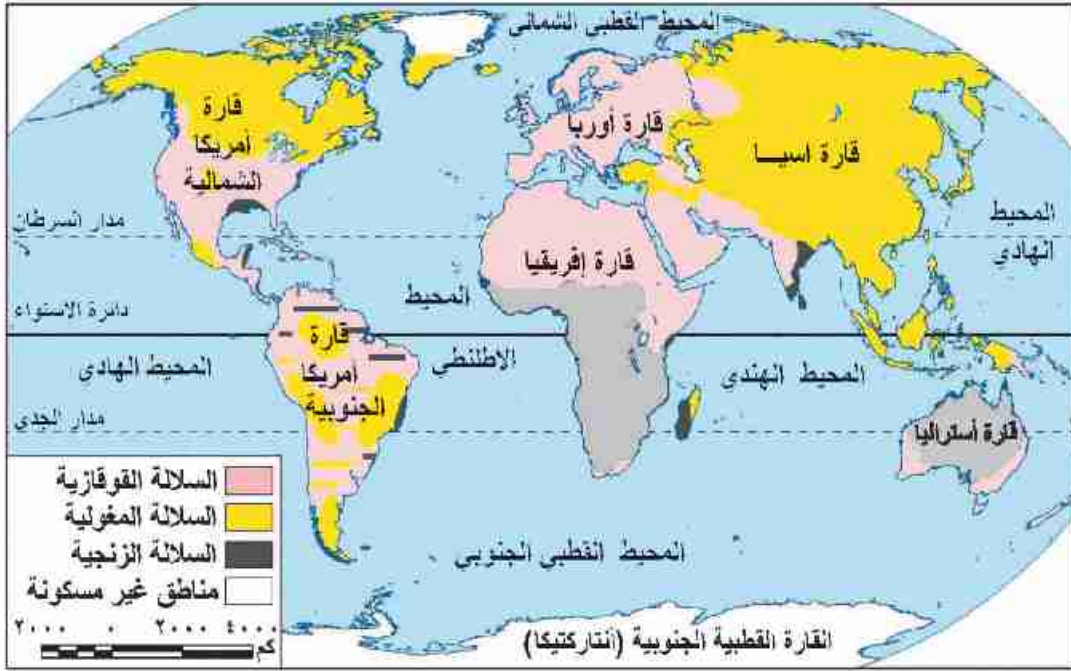 المحيط القطبي الشمالي
قارة
أمريكا
الشمالية
قارة أوربا
قارة اسيا
مدار السرطان
المحيط
الهادي
قارة إفريقيا
دائرة الاستواء
المحيط
الاطلنطي
قارة
أمريكا
الجنوبية
المحيط الهادي
المحيط الهندي
مدار الجدي
قارة أستراليا
السلالة القوقازية
السلالة المغولية
السلالة الزنجية
مناطق غير مسكونة
٢٠٠٠ ٠ ٢٠٠٠ ٤٠٠٠
كم
المحيط القطبي الجنوبي
القارة القطبية الجنوبية (أنتاركتيكا)